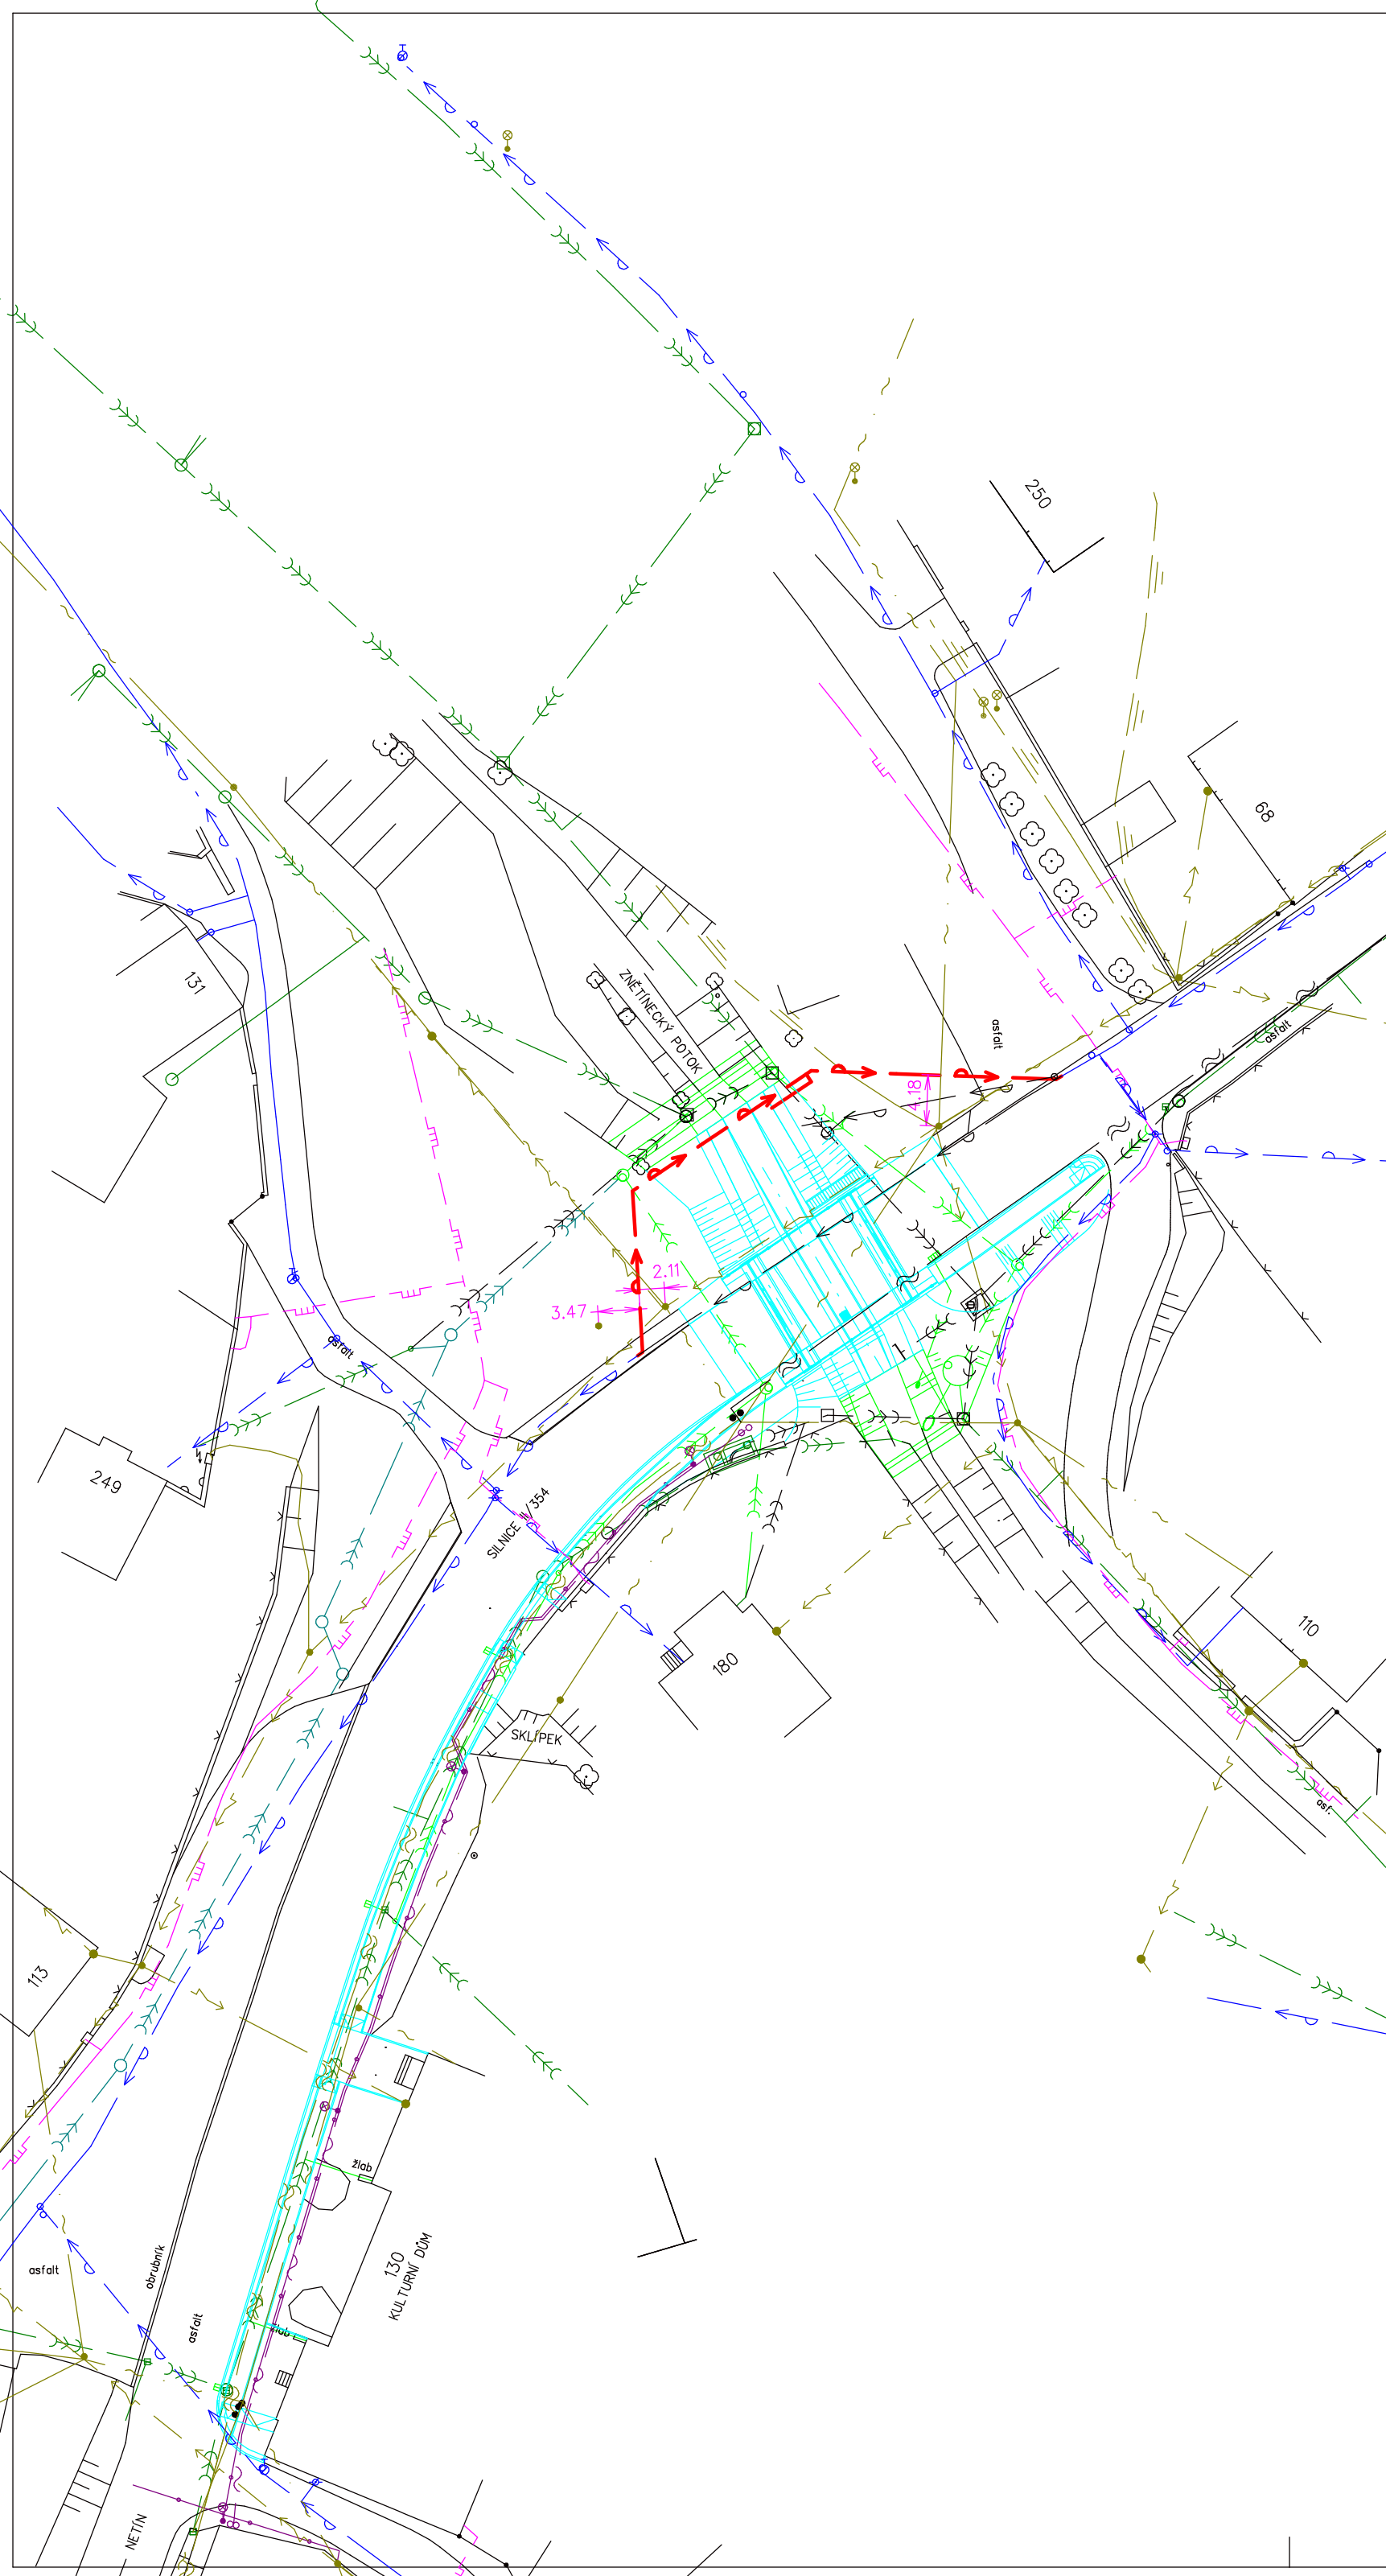 250
68
131
ZNĚTÍNECKÝ POTOK
asfalt
asfalt
4.18
2.11
3.47
asfalt
249
SILNICE II/354
180
110
SKLÍPEK
asf.
113
žlab
130
KULTURNÍ DŮM
obrubník
asfalt
asfalt
žlab
NETÍN